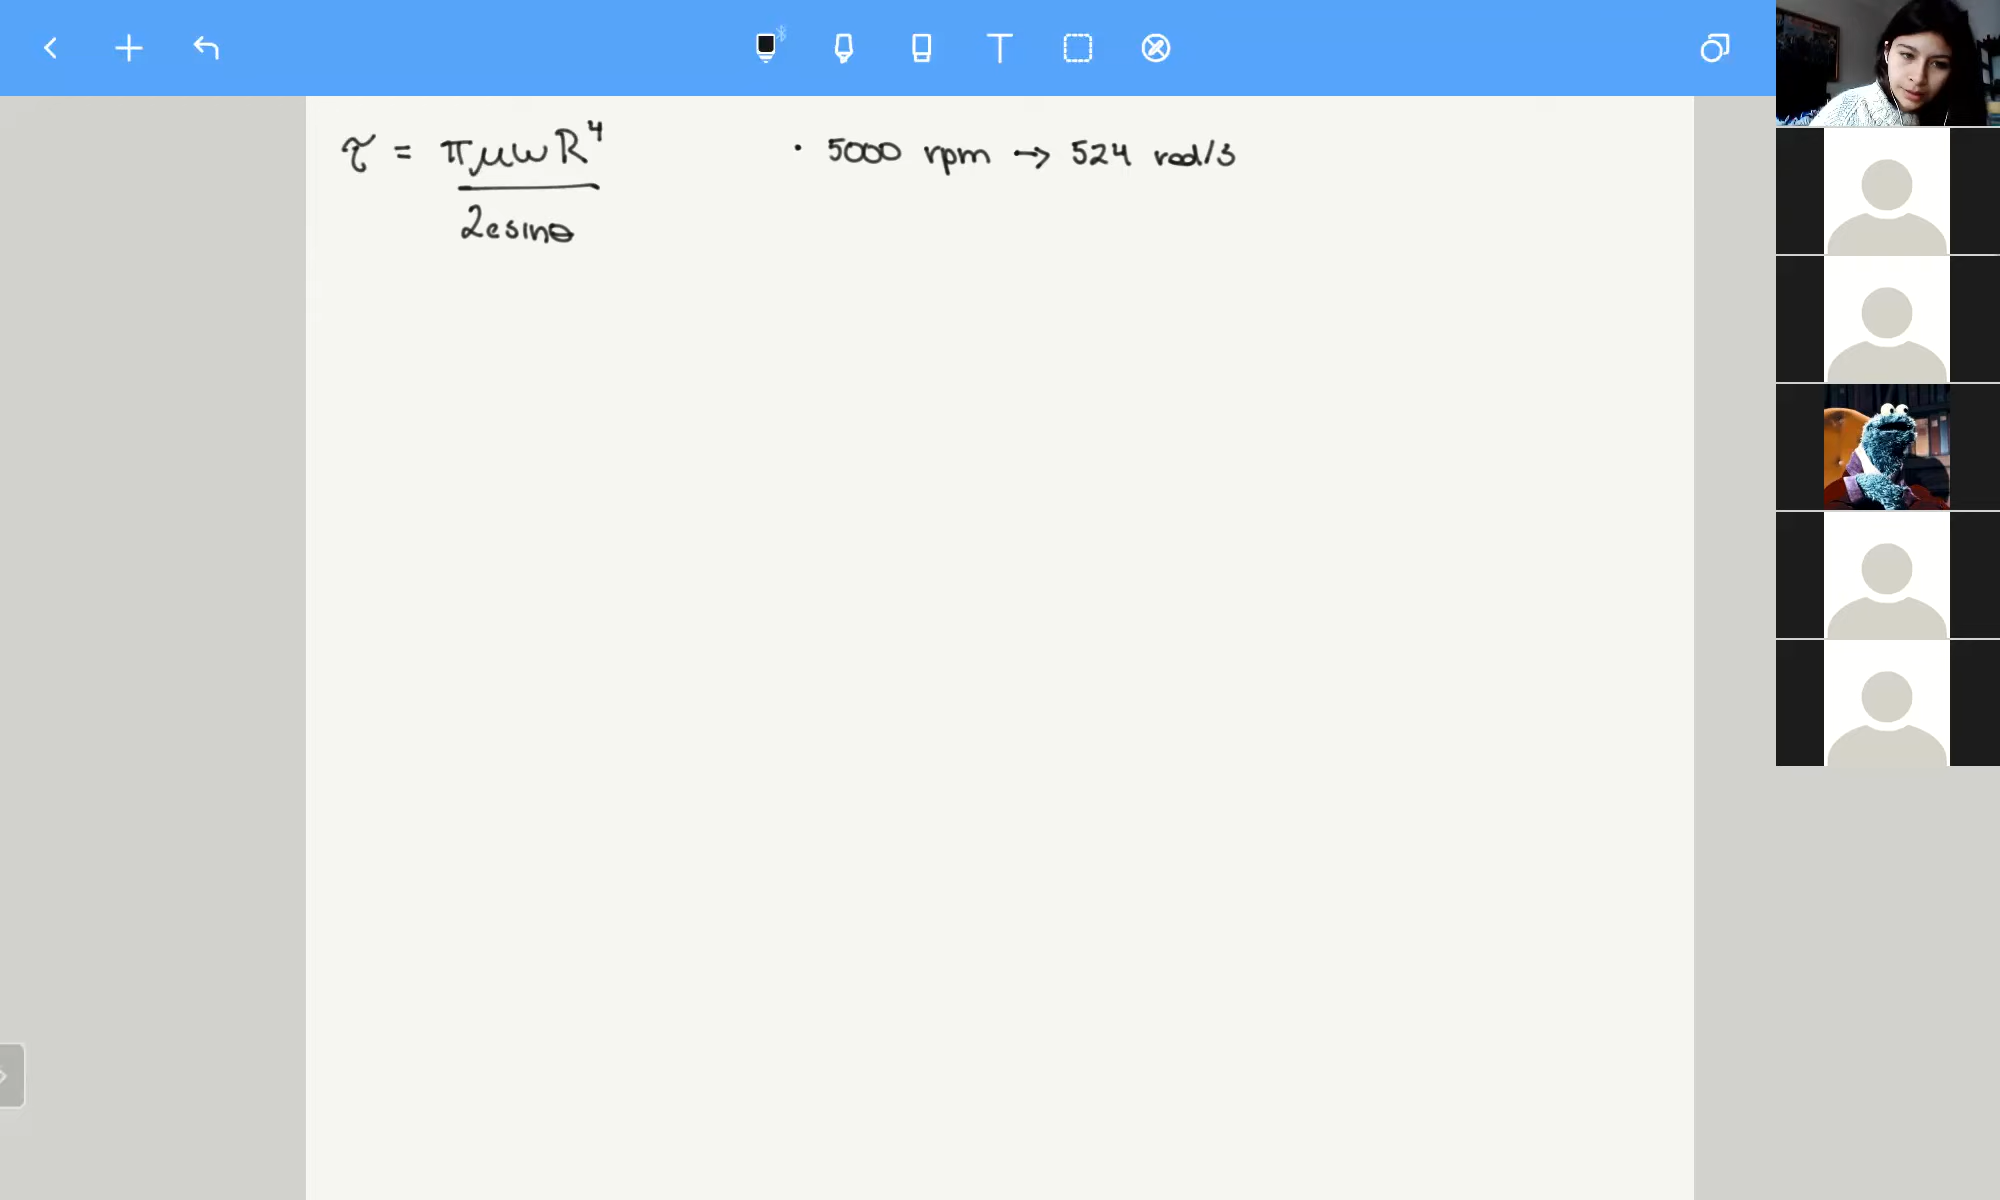 τ = πμωR⁴
2esinθ
• 5000 rpm → 524 rad/s